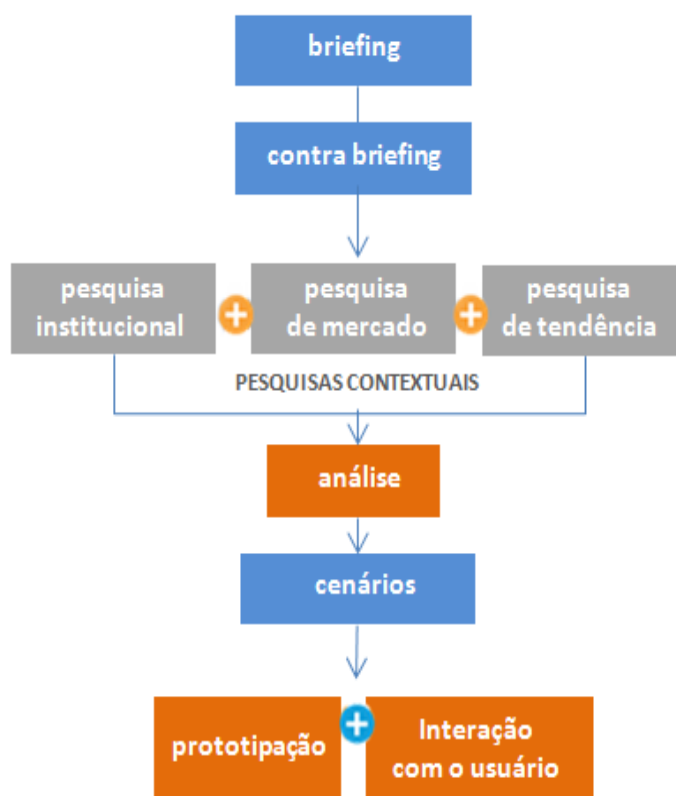 briefing
contra briefing
pesquisa
institucional
pesquisa
de mercado
pesquisa
de tendência
PESQUISAS CONTEXTUAIS
análise
cenários
prototipação
Interação
com o usuário